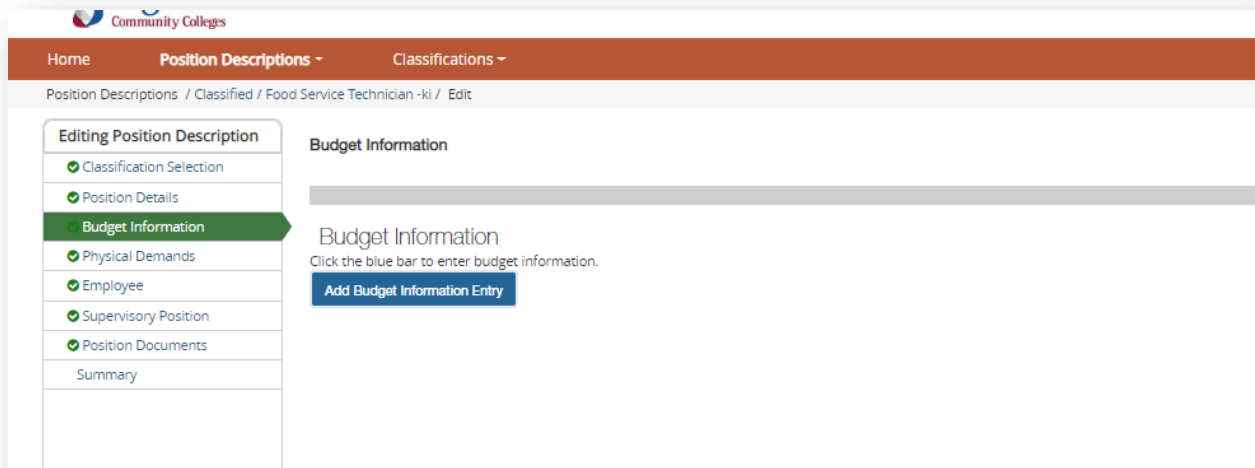 Community Colleges
Home Position Descriptions Classifications
Position Descriptions / Classified / Food Service Technician -ki / Edit
Editing Position Description
Classification Selection
Position Details
Budget Information
Physical Demands
Employee
Supervisory Position
Position Documents
Summary
Budget Information
Budget Information
Click the blue bar to enter budget information.
Add Budget Information Entry